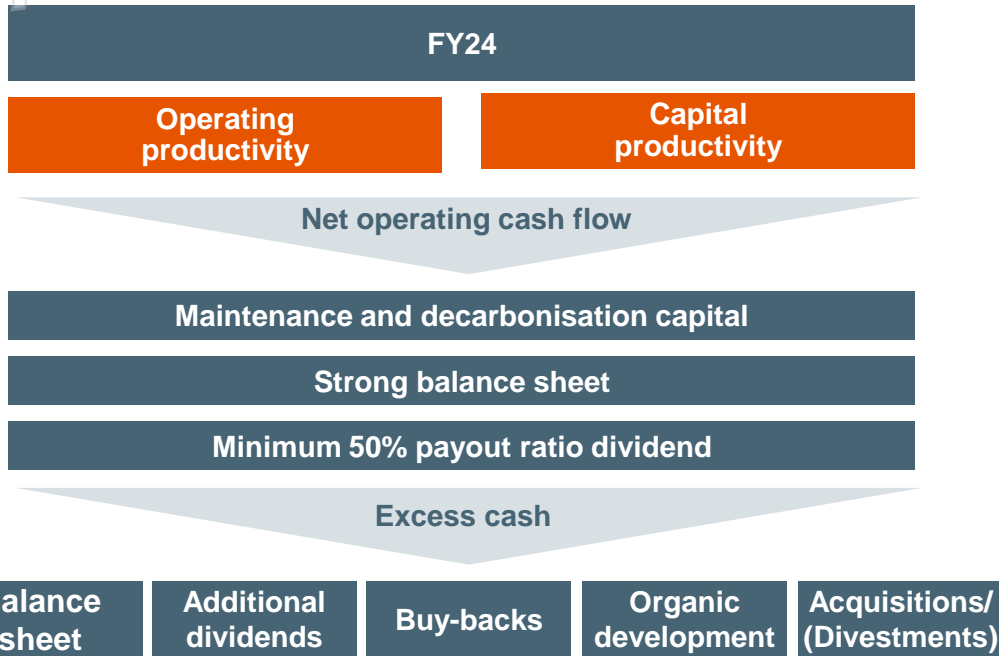 FY24
Operating
productivity
Capital
productivity
Net operating cash flow
Maintenance and decarbonisation capital
Strong balance sheet
Minimum 50% payout ratio dividend
Excess cash
alance
sheet
Additional
dividends
Buy-backs
Organic
development
Acquisitions/
(Divestments)